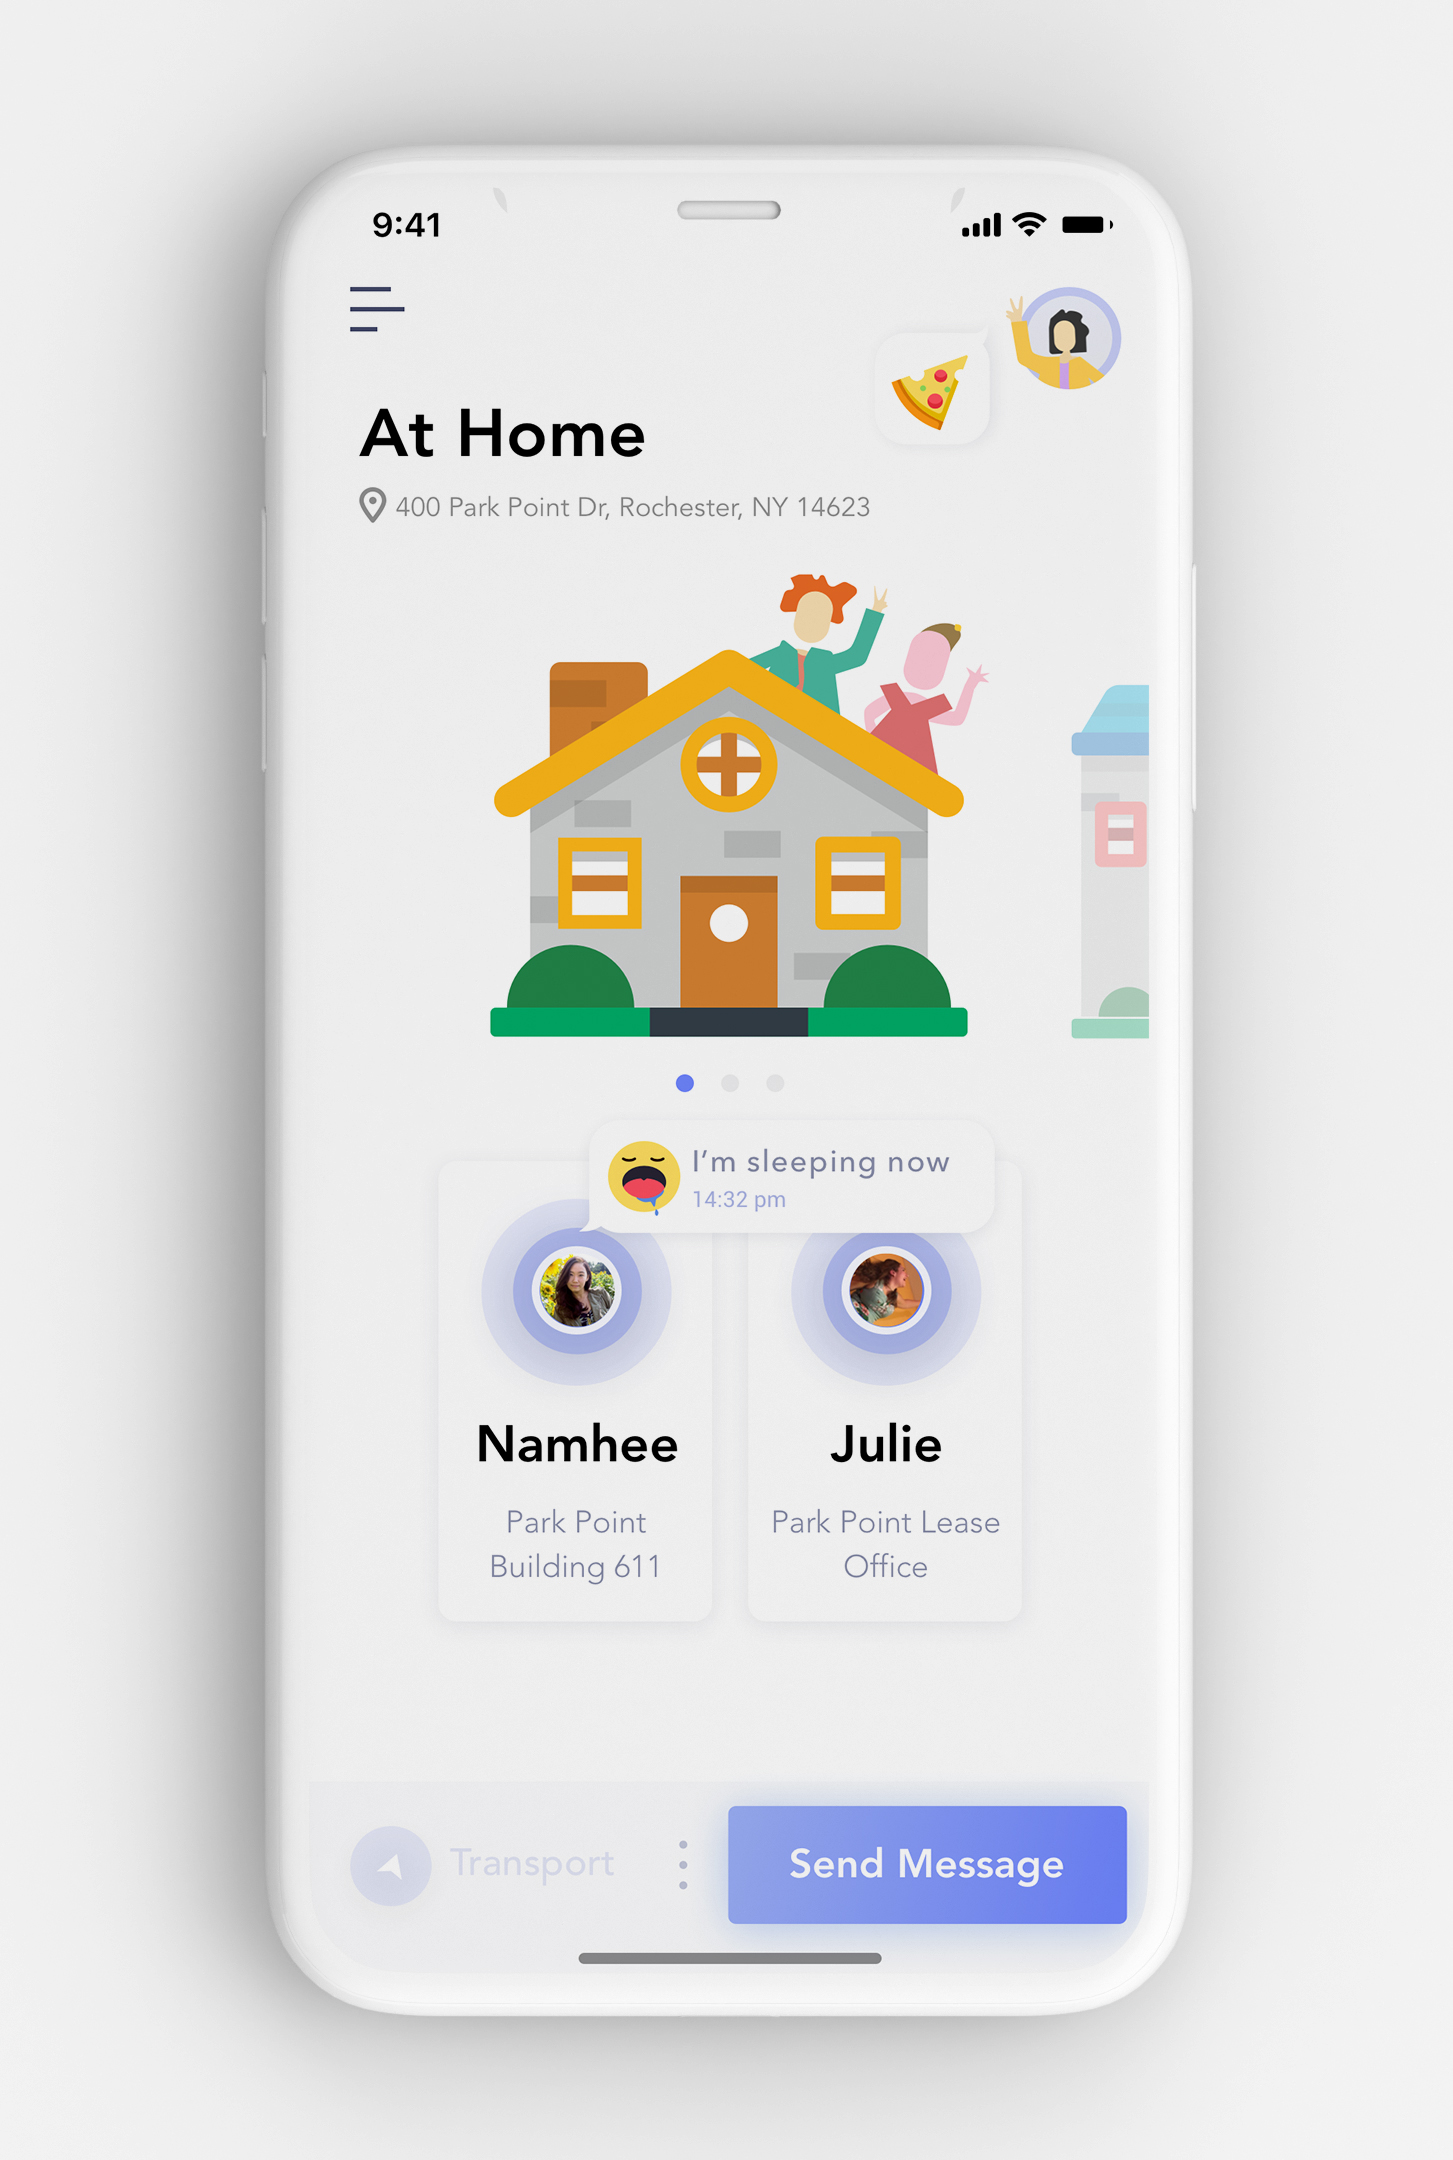 9:41
At Home
400 Park Point Dr, Rochester, NY 14623
I'm sleeping now
14:32 pm
Namhee
Julie
Park Point
Building 611
Park Point Lease
Office
Transport
Send Message